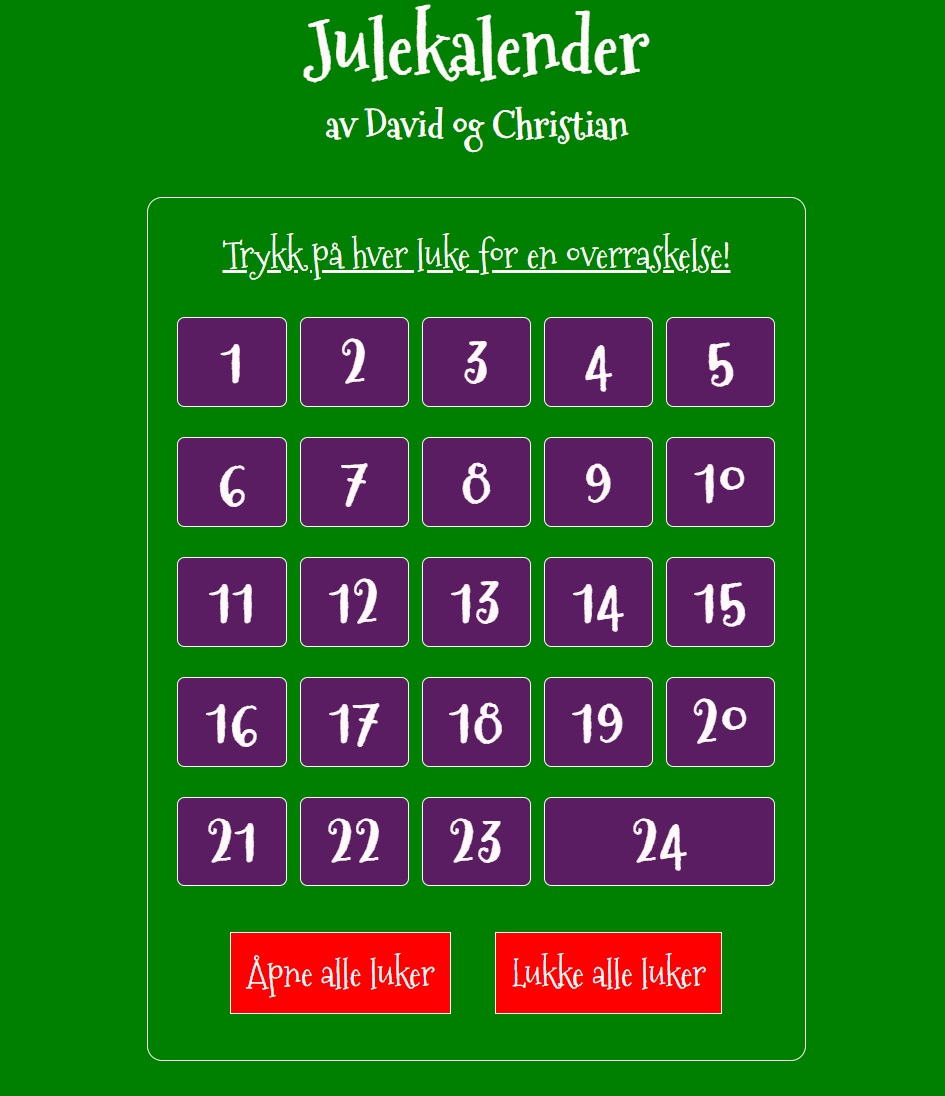 Julekalender
av David og Christian
Trykk på hver luke for en overraskelse!
1 2 3 4 5
6 7 8 9 10
11 12 13 14 15
16 17 18 19 20
21 22 23 24
Åpne alle luker Lukke alle luker